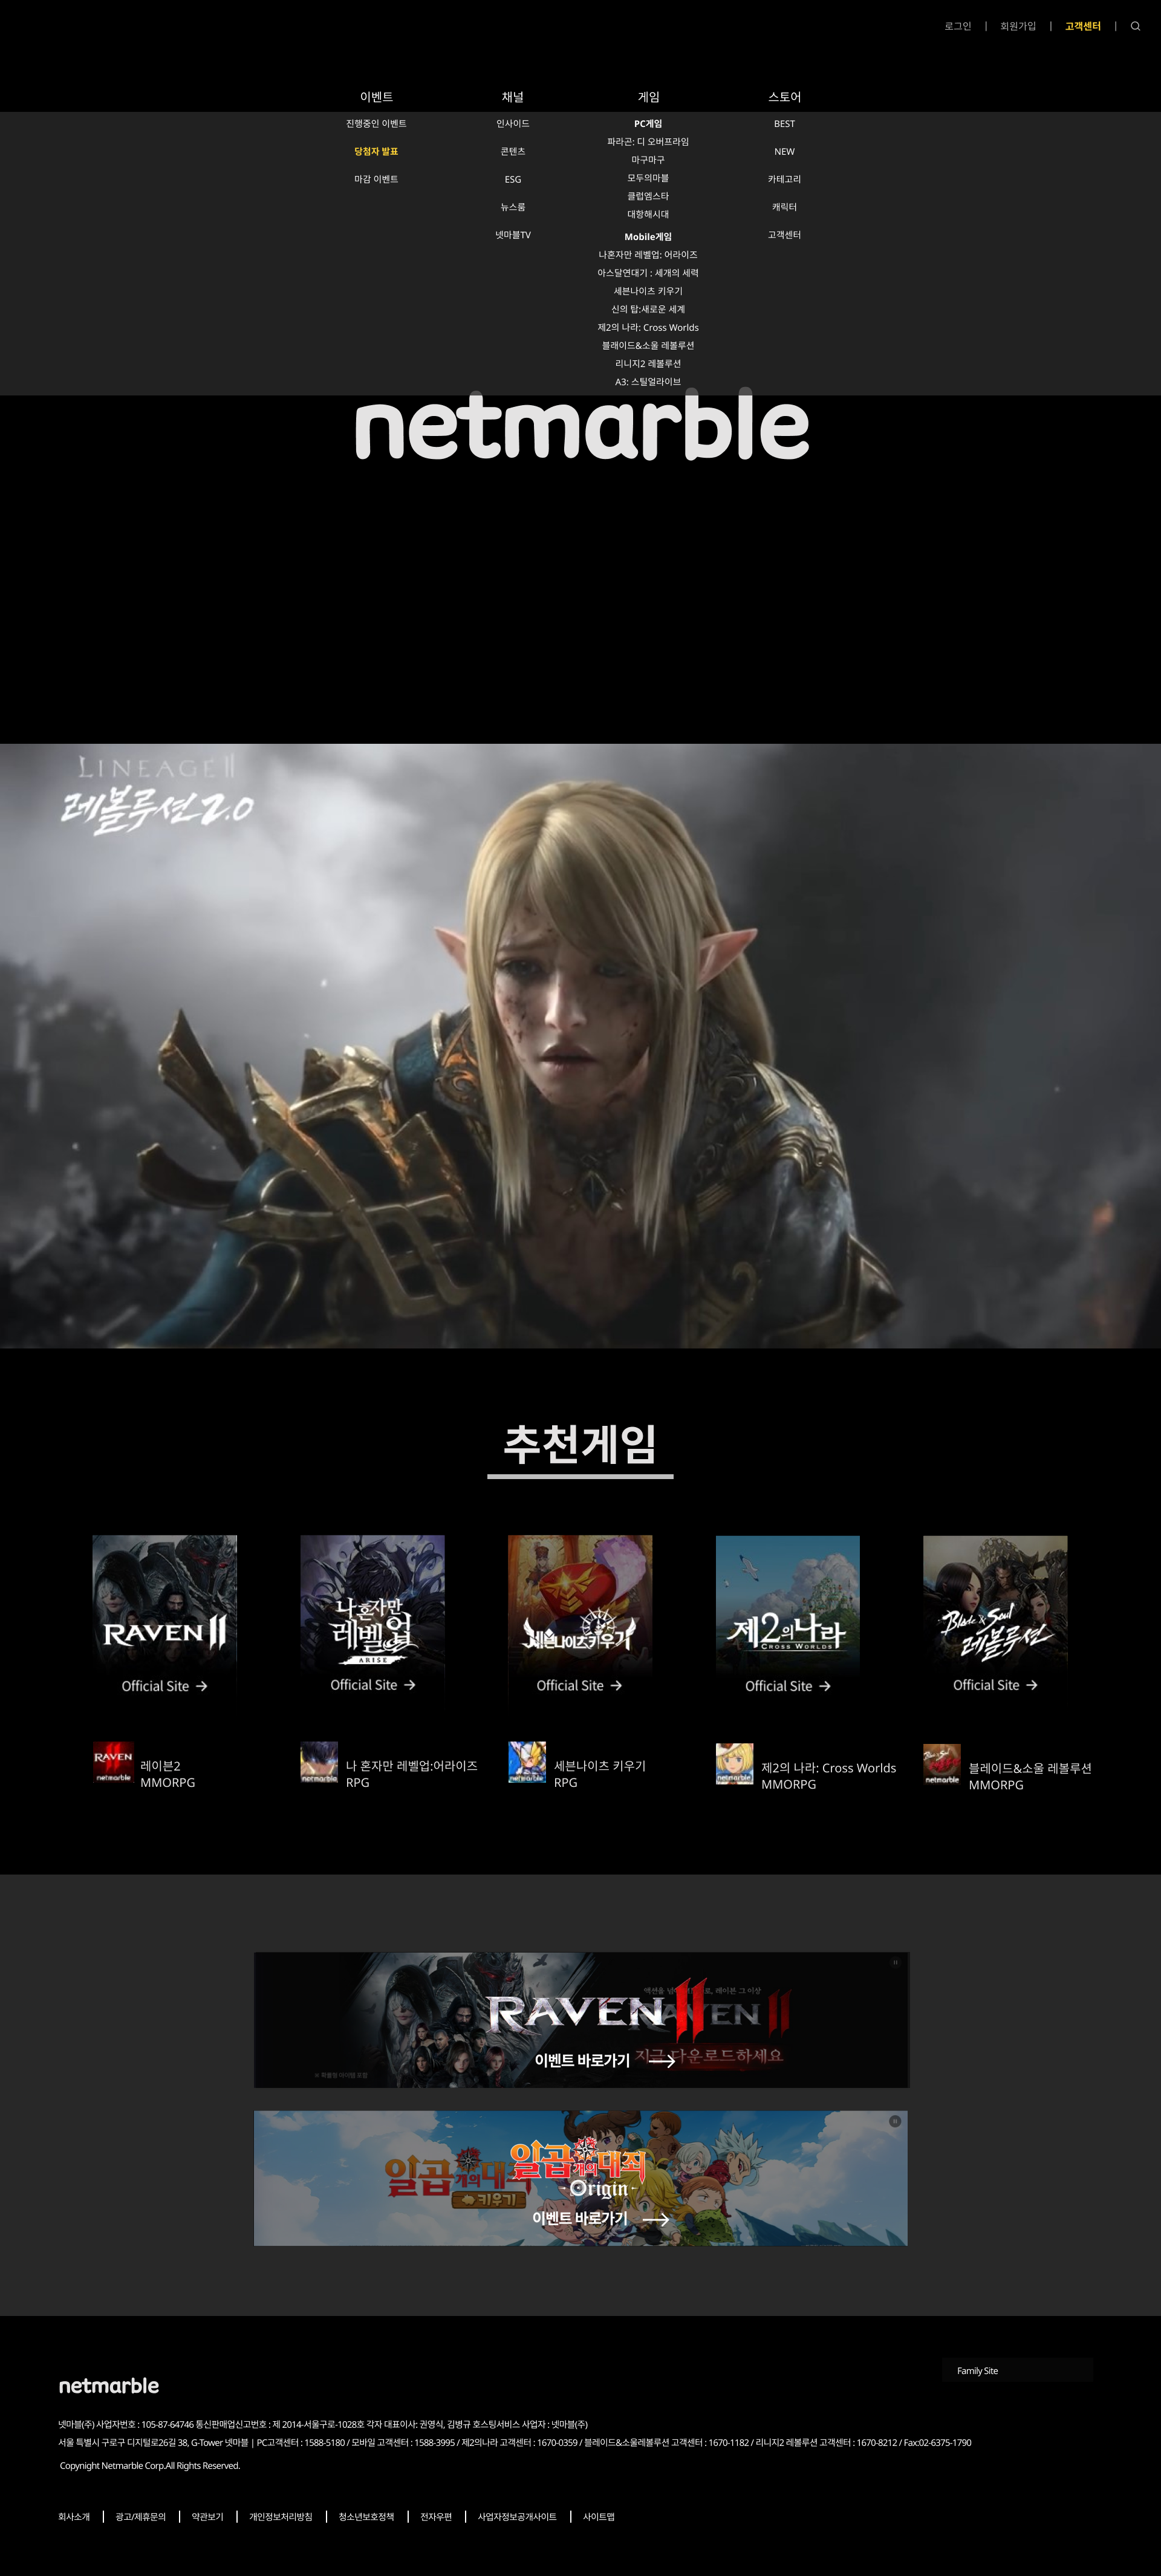 로그인 | 회원가입 | 고객센터 |
이벤트 채널 게임 스토어
진행중인 이벤트
당첨자 발표
마감 이벤트
인사이드
콘텐츠
ESG
뉴스룸
넷마블TV
PC게임
파라곤: 디 오버프라임
마구마구
모두의마블
클럽엠스타
대항해시대
Mobile게임
나혼자만 레벨업: 어라이즈
아스달연대기 : 세개의 세력
세븐나이츠 키우기
신의 탑:새로운 세계
제2의 나라: Cross Worlds
블래이드&소울 레볼루션
리니지2 레볼루션
A3: 스틸얼라이브
BEST
NEW
카테고리
캐릭터
고객센터
netmarble
LINEAGE II
레볼루션 2.0
추천게임
RAVEN II
Official Site →
레이븐2
MMORPG
나 혼자만
레벨업
ARISE
Official Site →
나 혼자만 레벨업:어라이즈
RPG
세븐나이츠키우기
Official Site →
세븐나이츠 키우기
RPG
제2의나라
CROSS WORLDS
Official Site →
제2의 나라: Cross Worlds
MMORPG
Blade & Soul
레볼루션
Official Site →
블레이드&소울 레볼루션
MMORPG
RAVEN II
지금 다운로드하세요
이벤트 바로가기
일곱개의대죄
키우기
일곱개의대죄
Origin
이벤트 바로가기
netmarble
Family Site
넷마블(주) 사업자번호 : 105-87-64746 통신판매업신고번호 : 제 2014-서울구로-1028호 각자 대표이사: 권영식, 김병규 호스팅서비스 사업자 : 넷마블(주)
서울 특별시 구로구 디지털로26길 38, G-Tower 넷마블 | PC고객센터 : 1588-5180 / 모바일 고객센터 : 1588-3995 / 제2의나라 고객센터 : 1670-0359 / 블레이드&소울레볼루션 고객센터 : 1670-1182 / 리니지2 레볼루션 고객센터 : 1670-8212 / Fax:02-6375-1790
Copynight Netmarble Corp.All Rights Reserved.
회사소개 | 광고/제휴문의 | 약관보기 | 개인정보처리방침 | 청소년보호정책 | 전자우편 | 사업자정보공개사이트 | 사이트맵